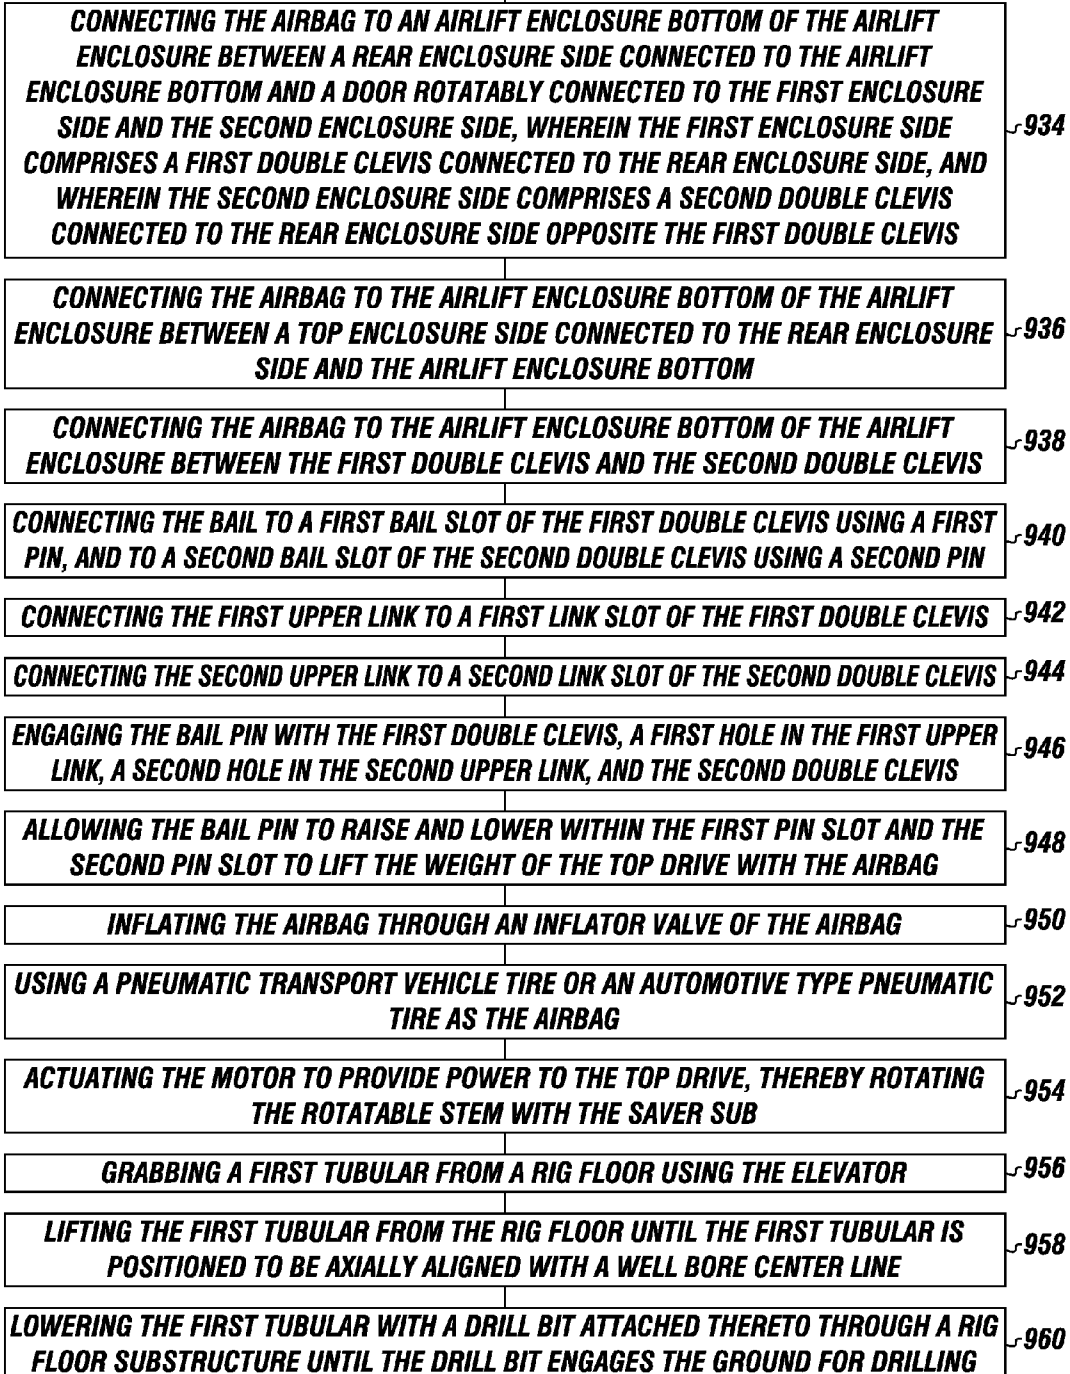 CONNECTING THE AIRBAG TO AN AIRLIFT ENCLOSURE BOTTOM OF THE AIRLIFT
ENCLOSURE BETWEEN A REAR ENCLOSURE SIDE CONNECTED TO THE AIRLIFT
ENCLOSURE BOTTOM AND A DOOR ROTATABLY CONNECTED TO THE FIRST ENCLOSURE
SIDE AND THE SECOND ENCLOSURE SIDE, WHEREIN THE FIRST ENCLOSURE SIDE
COMPRISES A FIRST DOUBLE CLEVIS CONNECTED TO THE REAR ENCLOSURE SIDE, AND
WHEREIN THE SECOND ENCLOSURE SIDE COMPRISES A SECOND DOUBLE CLEVIS
CONNECTED TO THE REAR ENCLOSURE SIDE OPPOSITE THE FIRST DOUBLE CLEVIS
934
CONNECTING THE AIRBAG TO THE AIRLIFT ENCLOSURE BOTTOM OF THE AIRLIFT
ENCLOSURE BETWEEN A TOP ENCLOSURE SIDE CONNECTED TO THE REAR ENCLOSURE
SIDE AND THE AIRLIFT ENCLOSURE BOTTOM
936
CONNECTING THE AIRBAG TO THE AIRLIFT ENCLOSURE BOTTOM OF THE AIRLIFT
ENCLOSURE BETWEEN THE FIRST DOUBLE CLEVIS AND THE SECOND DOUBLE CLEVIS
938
CONNECTING THE BAIL TO A FIRST BAIL SLOT OF THE FIRST DOUBLE CLEVIS USING A FIRST
PIN, AND TO A SECOND BAIL SLOT OF THE SECOND DOUBLE CLEVIS USING A SECOND PIN
940
CONNECTING THE FIRST UPPER LINK TO A FIRST LINK SLOT OF THE FIRST DOUBLE CLEVIS
942
CONNECTING THE SECOND UPPER LINK TO A SECOND LINK SLOT OF THE SECOND DOUBLE CLEVIS
944
ENGAGING THE BAIL PIN WITH THE FIRST DOUBLE CLEVIS, A FIRST HOLE IN THE FIRST UPPER
LINK, A SECOND HOLE IN THE SECOND UPPER LINK, AND THE SECOND DOUBLE CLEVIS
946
ALLOWING THE BAIL PIN TO RAISE AND LOWER WITHIN THE FIRST PIN SLOT AND THE
SECOND PIN SLOT TO LIFT THE WEIGHT OF THE TOP DRIVE WITH THE AIRBAG
948
INFLATING THE AIRBAG THROUGH AN INFLATOR VALVE OF THE AIRBAG
950
USING A PNEUMATIC TRANSPORT VEHICLE TIRE OR AN AUTOMOTIVE TYPE PNEUMATIC
TIRE AS THE AIRBAG
952
ACTUATING THE MOTOR TO PROVIDE POWER TO THE TOP DRIVE, THEREBY ROTATING
THE ROTATABLE STEM WITH THE SAVER SUB
954
GRABBING A FIRST TUBULAR FROM A RIG FLOOR USING THE ELEVATOR
956
LIFTING THE FIRST TUBULAR FROM THE RIG FLOOR UNTIL THE FIRST TUBULAR IS
POSITIONED TO BE AXIALLY ALIGNED WITH A WELL BORE CENTER LINE
958
LOWERING THE FIRST TUBULAR WITH A DRILL BIT ATTACHED THERETO THROUGH A RIG
FLOOR SUBSTRUCTURE UNTIL THE DRILL BIT ENGAGES THE GROUND FOR DRILLING
960